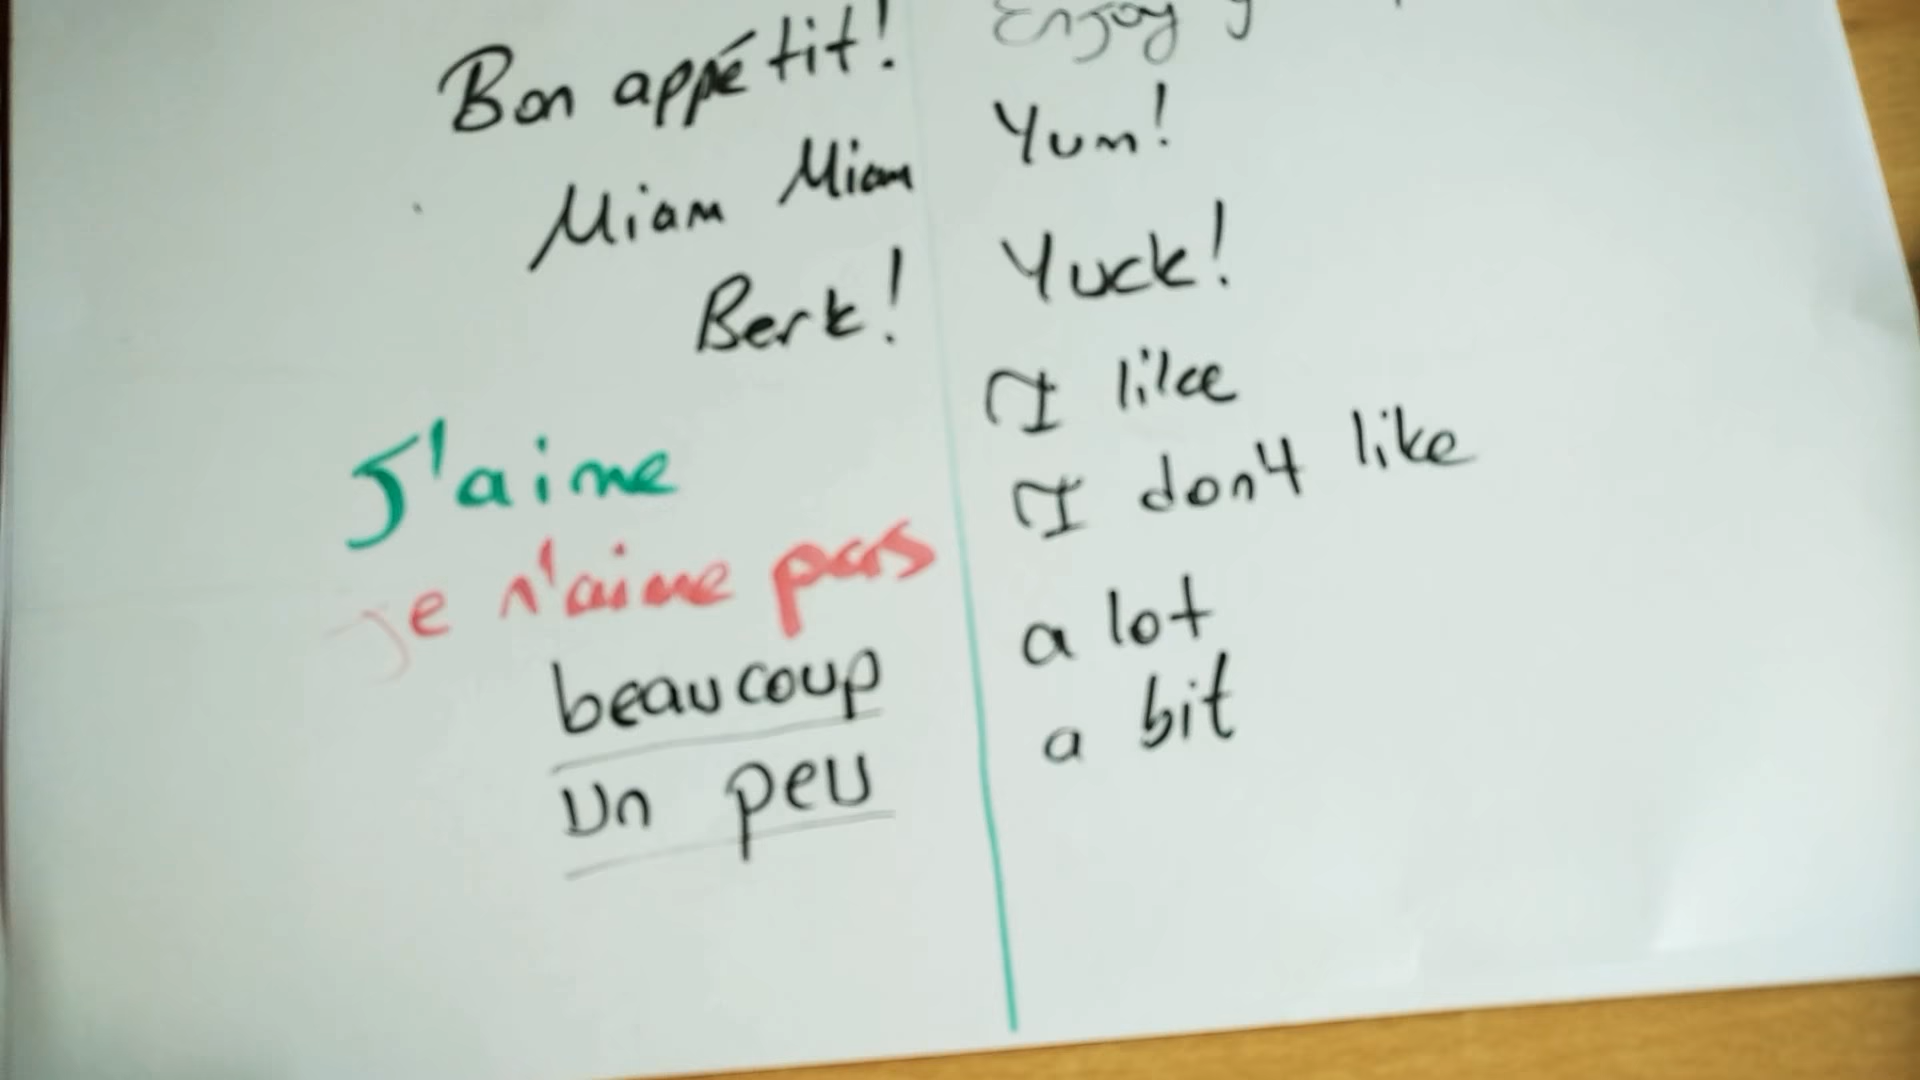 Bon appétit! Enjoy
Miam Miam Yum!
Berk! Yuck!
J'aime I like
je n'aime pas I don't like
beaucoup a lot
un peu a bit